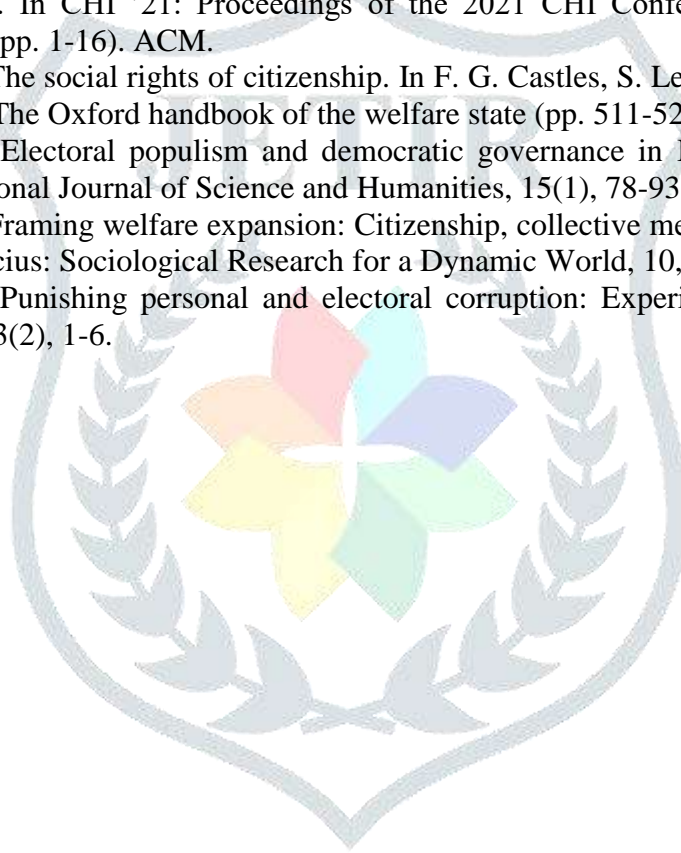 . In CHI '21: Proceedings of the 2021 CHI Confe
pp. 1-16). ACM.
The social rights of citizenship. In F. G. Castles, S. Le
The Oxford handbook of the welfare state (pp. 511-52
Electoral populism and democratic governance in I
onal Journal of Science and Humanities, 15(1), 78-93
Framing welfare expansion: Citizenship, collective me
cius: Sociological Research for a Dynamic World, 10,
Punishing personal and electoral corruption: Experi
3(2), 1-6.
JETIR